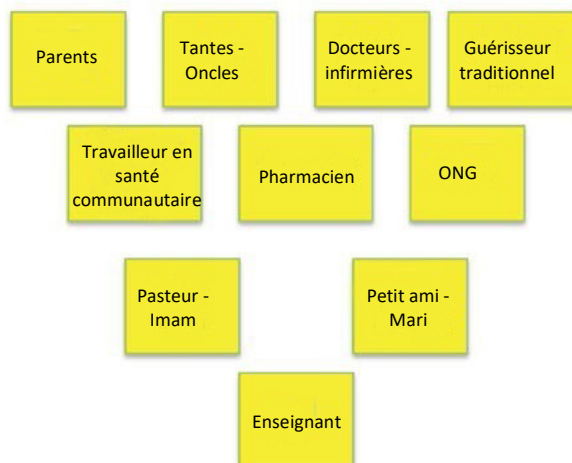 Parents
Tantes -
Oncles
Docteurs -
infirmières
Guérisseur
traditionnel
Travailleur en
santé
communautaire
Pharmacien
ONG
Pasteur -
Imam
Petit ami -
Mari
Enseignant